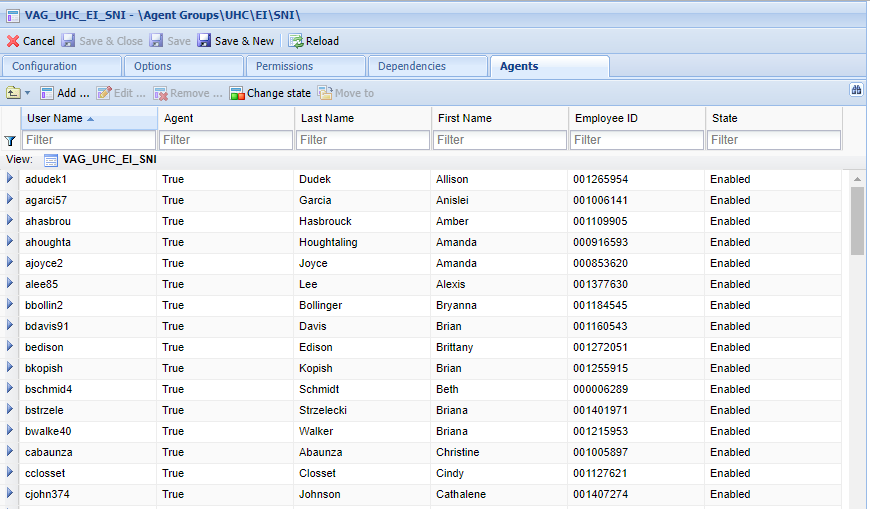 VAG_UHC_EI_SNI - \Agent Groups\UHC\EI\SNI\
Cancel Save & Close Save Save & New Reload
Configuration Options Permissions Dependencies Agents
Add ... Edit ... Remove ... Change state Move to
User Name Agent Last Name First Name Employee ID State
Filter Filter Filter Filter Filter Filter
View: VAG_UHC_EI_SNI
adudek1 True Dudek Allison 001265954 Enabled
agarci57 True Garcia Anislei 001006141 Enabled
ahasbrou True Hasbrouck Amber 001109905 Enabled
ahoughta True Houghtaling Amanda 000916593 Enabled
ajoyce2 True Joyce Amanda 000853620 Enabled
alee85 True Lee Alexis 001377630 Enabled
bbollin2 True Bollinger Bryanna 001184545 Enabled
bdavis91 True Davis Brian 001160543 Enabled
bedison True Edison Brittany 001272051 Enabled
bkopish True Kopish Brian 001255915 Enabled
bschmid4 True Schmidt Beth 000006289 Enabled
bstrzele True Strzelecki Briana 001401971 Enabled
bwalke40 True Walker Briana 001215953 Enabled
cabaunza True Abaunza Christine 001005897 Enabled
cclosset True Closset Cindy 001127621 Enabled
cjohn374 True Johnson Cathalene 001407274 Enabled